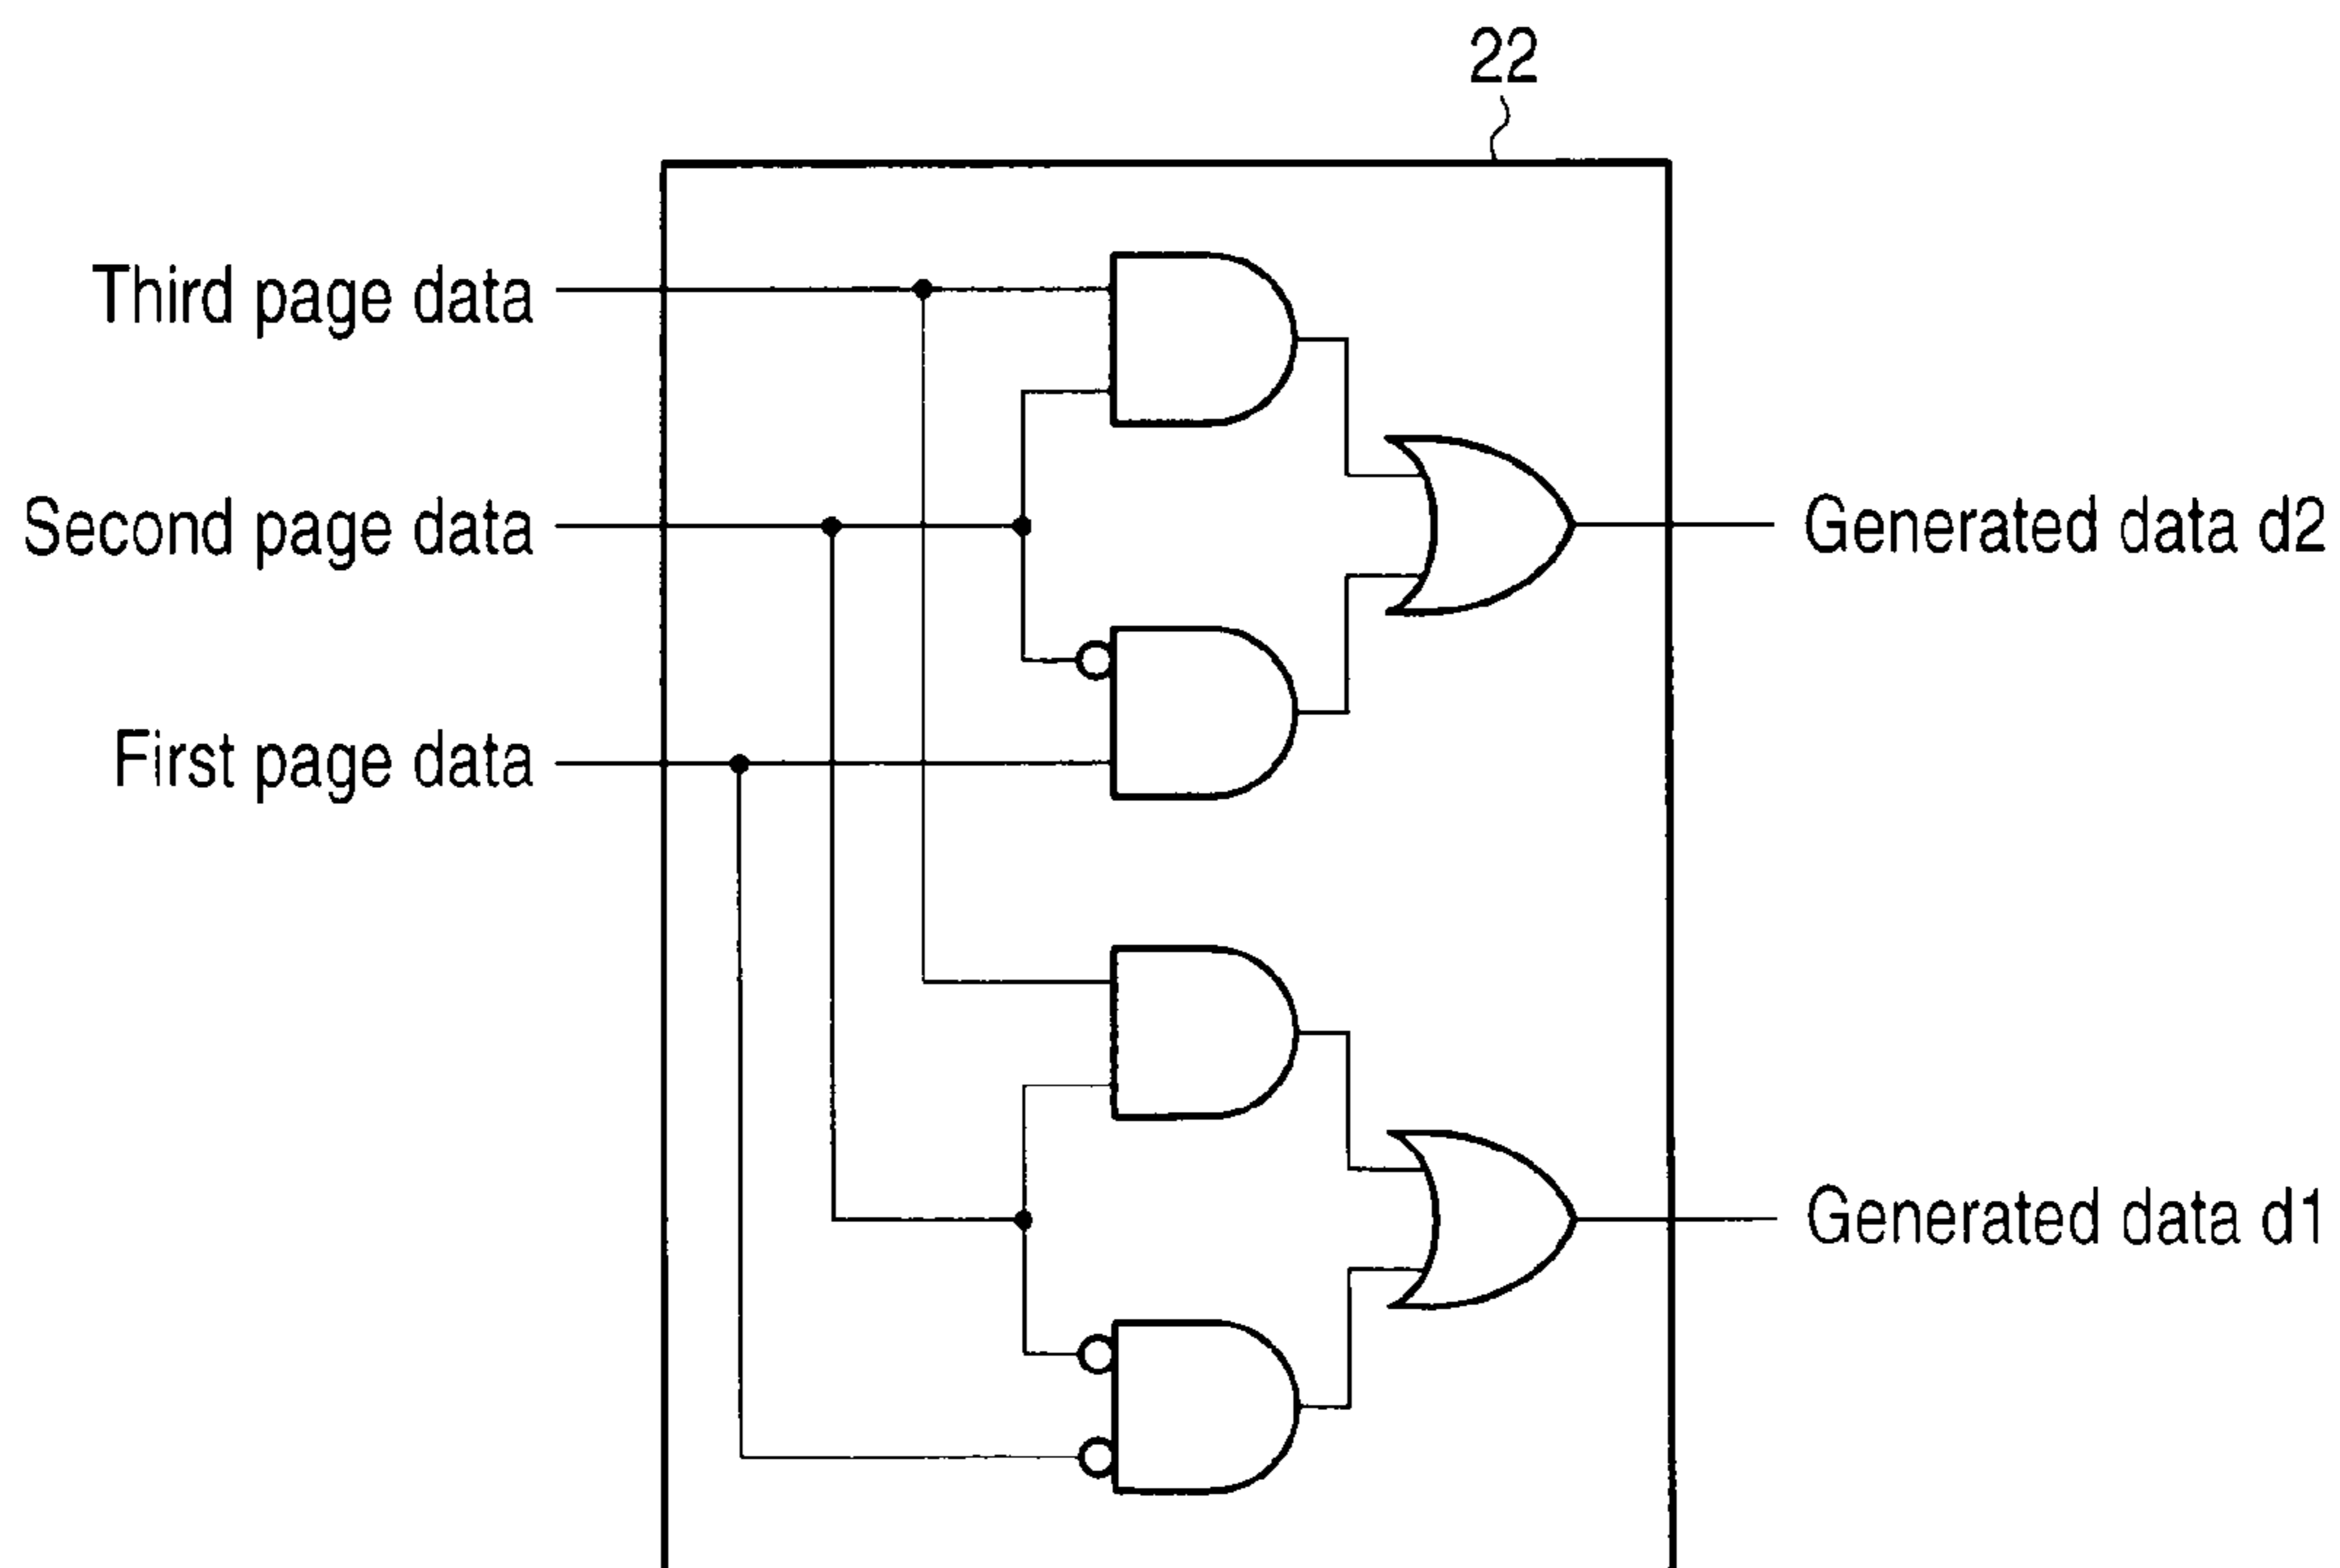 22
Third page data
Second page data
Generated data d2
First page data
Generated data d1